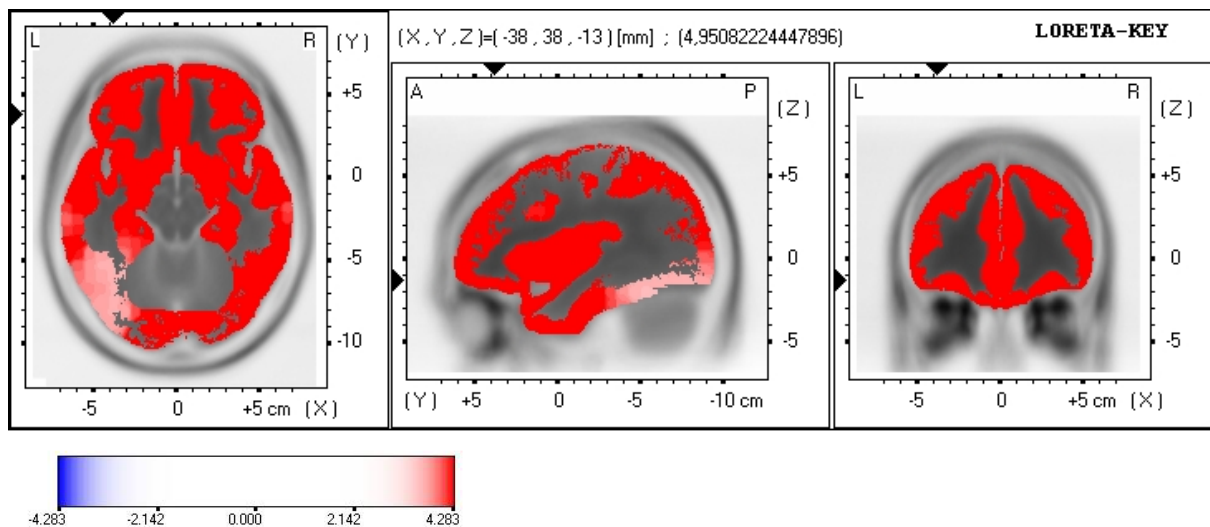 (X,Y,Z)=( -38 , 38 , -13 ) [mm] ; (4,95082224447896)
LORETA-KEY
L R (Y)
+5
0
-5
-10
-5 0 +5 cm (X)
A P (Z)
+5
0
-5
(Y) +5 0 -5 -10 cm
L R (Z)
+5
0
-5
-5 0 +5 cm (X)
-4.283 -2.142 0.000 2.142 4.283